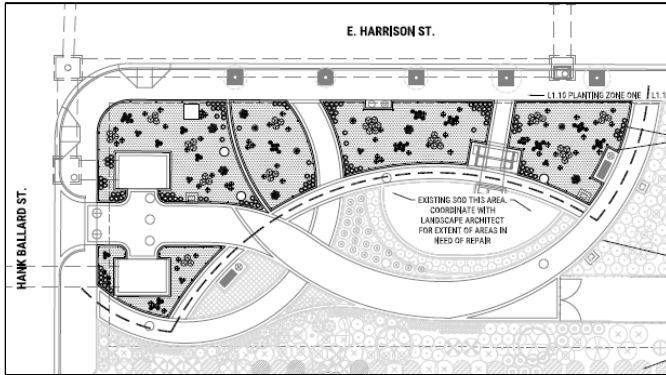 E. HARRISON ST.
L1.10 PLANTING ZONE ONE
L1.1
EXISTING SOD THIS AREA.
COORDINATE WITH
LANDSCAPE ARCHITECT
FOR EXTENT OF AREAS IN
NEED OF REPAIR
HANK BALLARD ST.